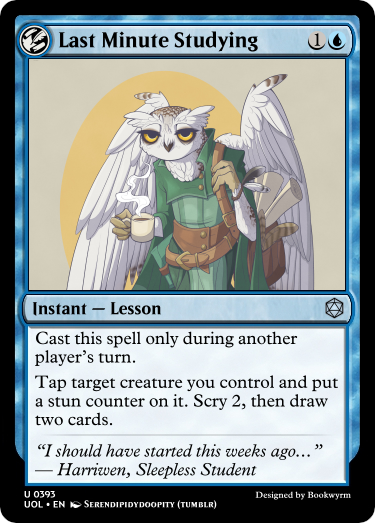 Last Minute Studying 1
Instant — Lesson
Cast this spell only during another
player's turn.
Tap target creature you control and put
a stun counter on it. Scry 2, then draw
two cards.
“I should have started this weeks ago…”
— Harriwen, Sleepless Student
U 0393
UOL • EN SERENDIPIDYDOOPITY (TUMBLR)
Designed by Bookwyrm